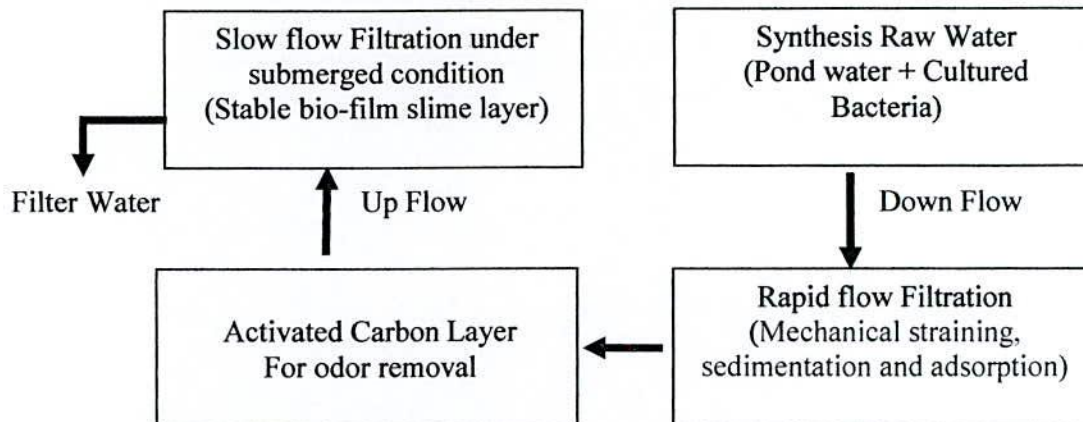 Slow flow Filtration under
submerged condition
(Stable bio-film slime layer)
Synthesis Raw Water
(Pond water + Cultured
Bacteria)
Filter Water
Up Flow
Down Flow
Activated Carbon Layer
For odor removal
Rapid flow Filtration
(Mechanical straining,
sedimentation and adsorption)